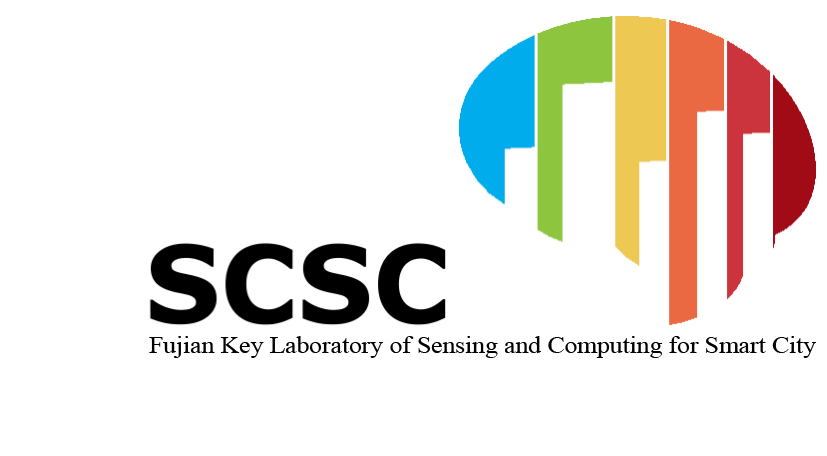 SCSC
Fujian Key Laboratory of Sensing and Computing for Smart City